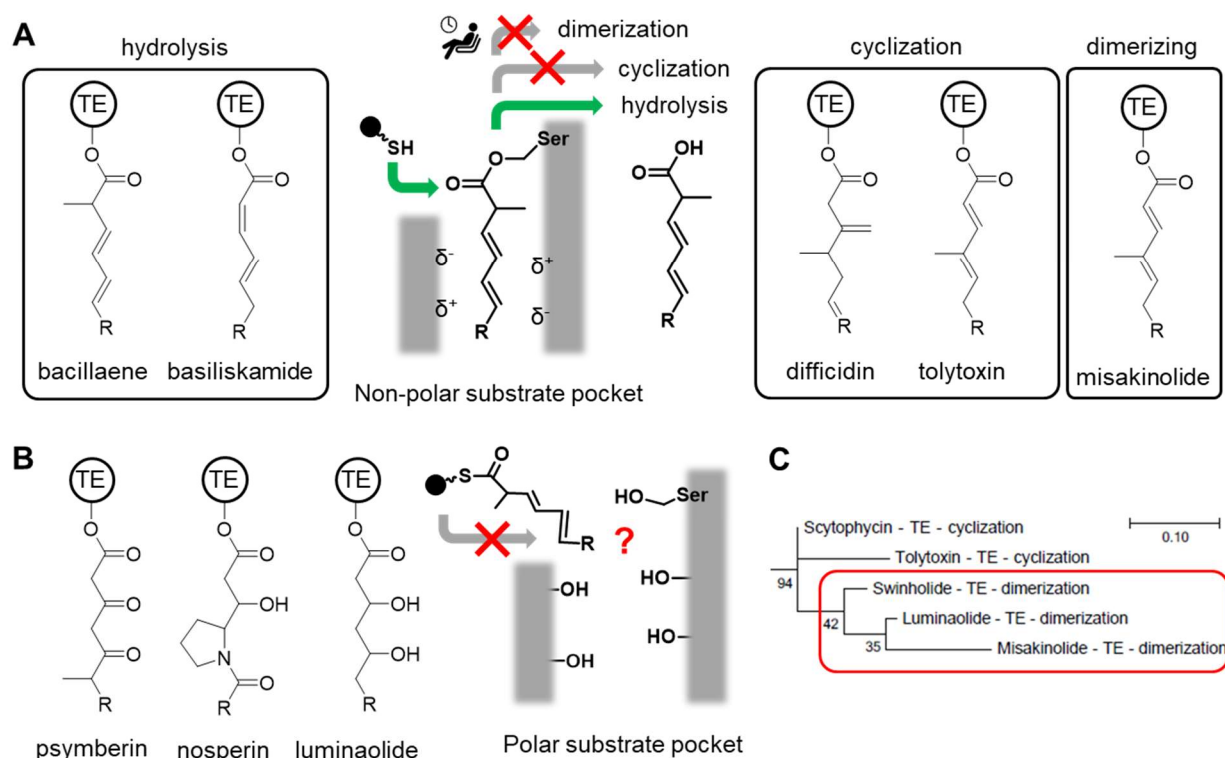 A
hydrolysis
TE
O
O
bacillaene
R
TE
O
O
basiliskamide
R
dimerization
cyclization
hydrolysis
SH
Ser
O
O
δ-
δ+
δ+
δ-
R
OH
O
R
Non-polar substrate pocket
cyclization
TE
O
O
R
difficidin
TE
O
O
R
tolytoxin
dimerizing
TE
O
O
R
misakinolide
B
TE
O
O
O
O
R
psymberin
TE
O
O
OH
N
O
R
nosperin
TE
O
O
OH
OH
R
luminaolide
O
S
R
?
HO
Ser
OH
HO
OH
HO
Polar substrate pocket
C
Scytophycin - TE - cyclization
Tolytoxin - TE - cyclization
Swinholide - TE - dimerization
Luminaolide - TE - dimerization
Misakinolide - TE - dimerization
94
42
35
0.10